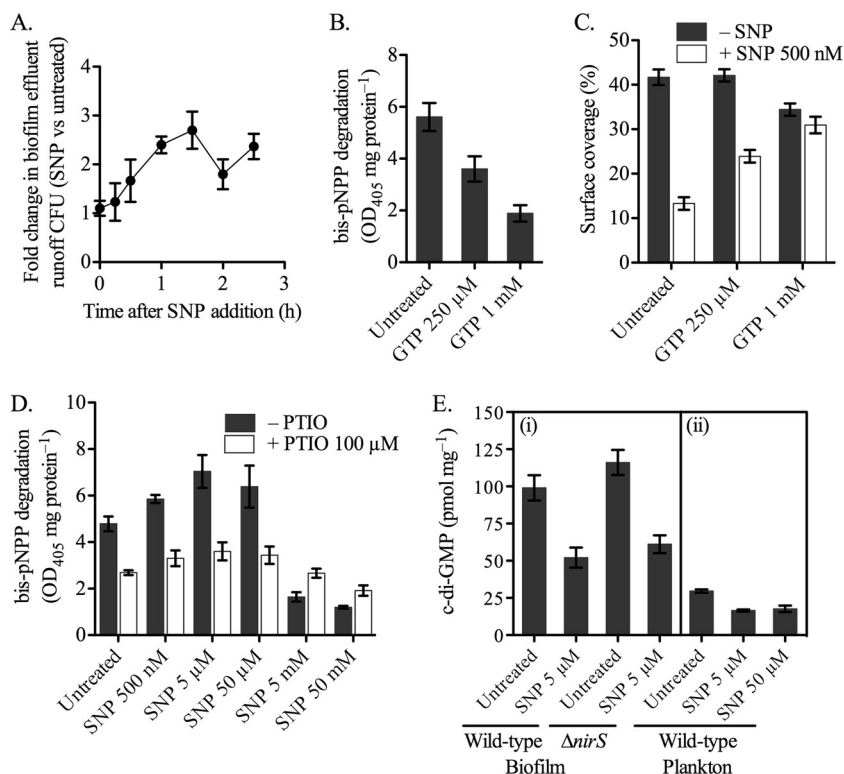 A.
Fold change in biofilm effluent
runoff CFU (SNP vs untreated)
4
3
2
1
0
0
1
2
3
Time after SNP addition (h)
B.
bis-pNPP degradation
(OD₄₀₅ mg protein⁻¹)
8
6
4
2
0
Untreated
GTP 250 µM
GTP 1 mM
C.
– SNP
+ SNP 500 nM
Surface coverage (%)
50
40
30
20
10
0
Untreated
GTP 250 µM
GTP 1 mM
D.
– PTIO
+ PTIO 100 µM
bis-pNPP degradation
(OD₄₀₅ mg protein⁻¹)
10
8
6
4
2
0
Untreated
SNP 500 nM
SNP 5 µM
SNP 50 µM
SNP 5 mM
SNP 50 mM
E.
(i)
(ii)
c-di-GMP (pmol mg⁻¹)
150
125
100
75
50
25
0
Untreated
SNP 5 µM
Untreated
SNP 5 µM
Untreated
SNP 5 µM
SNP 50 µM
Wild-type
ΔnirS
Wild-type
Biofilm
Plankton